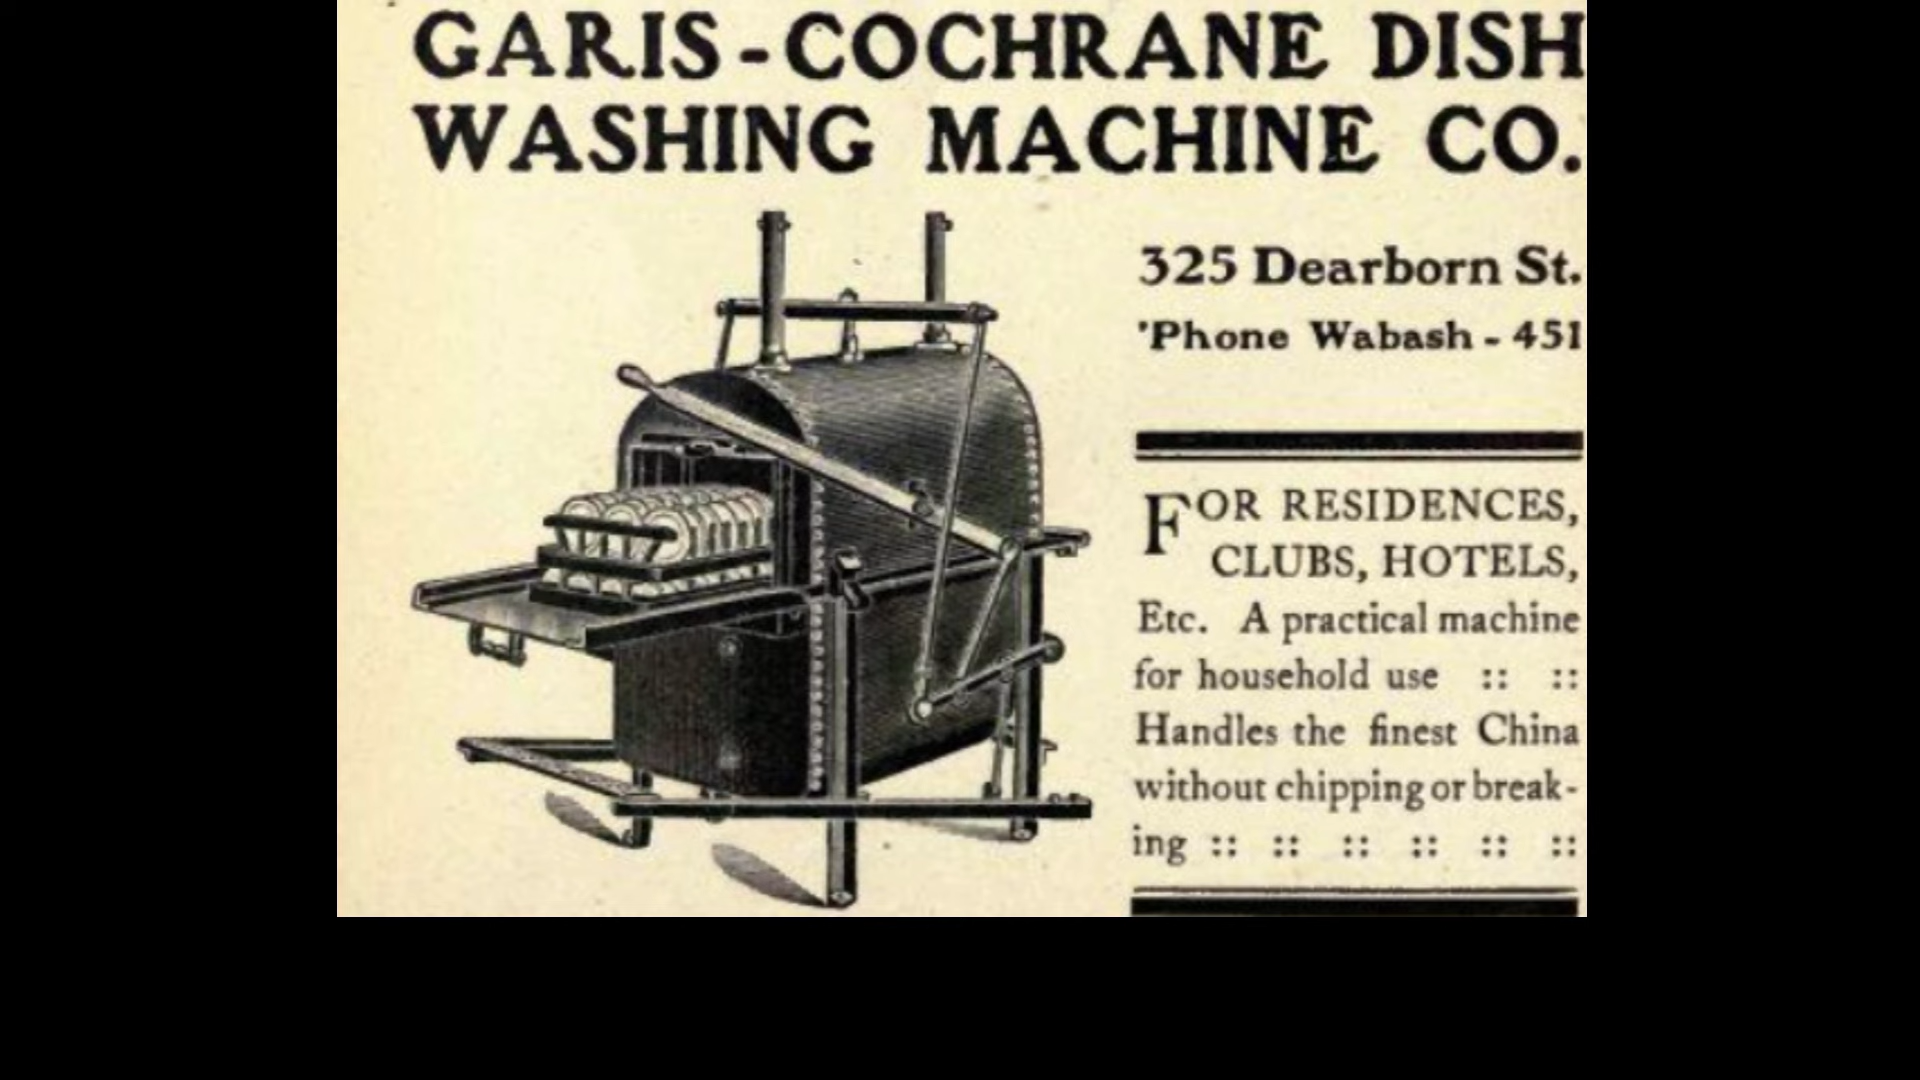 GARIS-COCHRANE DISH
WASHING MACHINE CO.
325 Dearborn St.
'Phone Wabash - 451
FOR RESIDENCES,
CLUBS, HOTELS,
Etc. A practical machine
for household use :: ::
Handles the finest China
without chipping or break-
ing :: :: :: :: :: ::